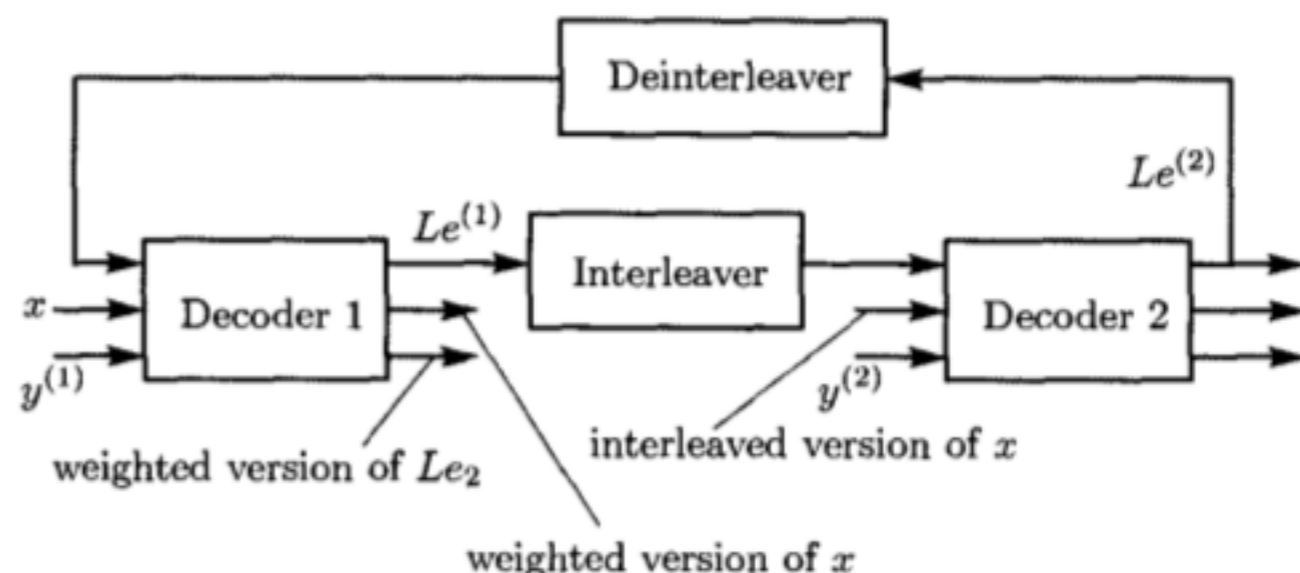 Deinterleaver
Le^{(2)}
Le^{(1)}
Interleaver
x
Decoder 1
Decoder 2
y^{(1)}
y^{(2)}
interleaved version of x
weighted version of Le_2
weighted version of x